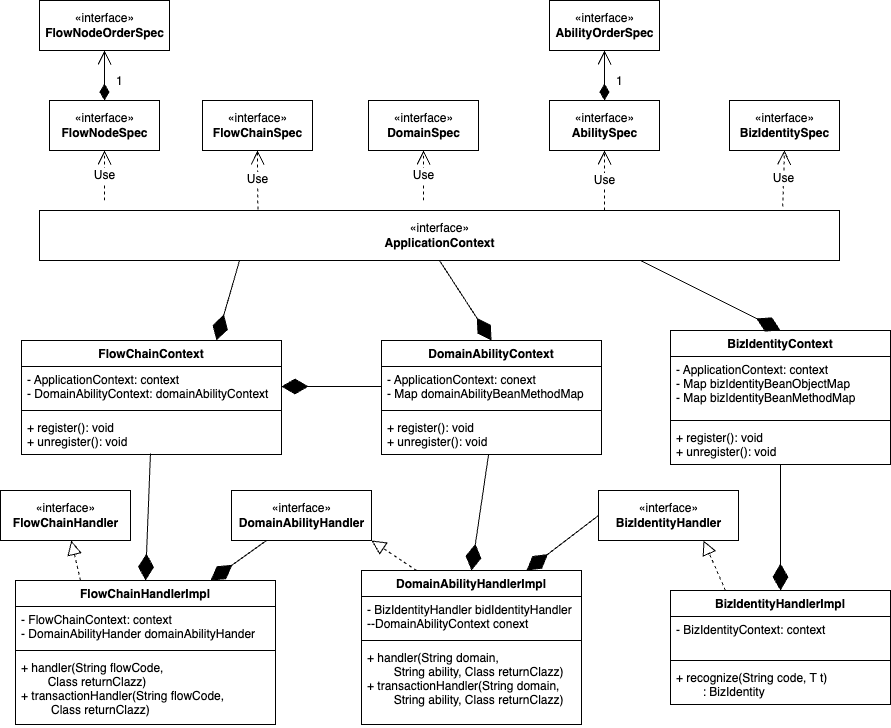 «interface»
FlowNodeOrderSpec
«interface»
AbilityOrderSpec
1
1
«interface»
FlowNodeSpec
«interface»
FlowChainSpec
«interface»
DomainSpec
«interface»
AbilitySpec
«interface»
BizIdentitySpec
Use
Use
Use
Use
Use
«interface»
ApplicationContext
FlowChainContext
- ApplicationContext: context
- DomainAbilityContext: domainAbilityContext
+ register(): void
+ unregister(): void
DomainAbilityContext
- ApplicationContext: conext
- Map domainAbilityBeanMethodMap
+ register(): void
+ unregister(): void
BizIdentityContext
- ApplicationContext: context
- Map bizIdentityBeanObjectMap
- Map bizIdentityBeanMethodMap
+ register(): void
+ unregister(): void
«interface»
FlowChainHandler
«interface»
DomainAbilityHandler
«interface»
BizIdentityHandler
FlowChainHandlerImpl
- FlowChainContext: context
- DomainAbilityHander domainAbilityHander
+ handler(String flowCode,
Class returnClazz)
+ transactionHandler(String flowCode,
Class returnClazz)
DomainAbilityHandlerImpl
- BizIdentityHandler bidIdentityHandler
--DomainAbilityContext conext
+ handler(String domain,
String ability, Class returnClazz)
+ transactionHandler(String domain,
String ability, Class returnClazz)
BizIdentityHandlerImpl
- BizIdentityContext: context
+ recognize(String code, T t)
: BizIdentity